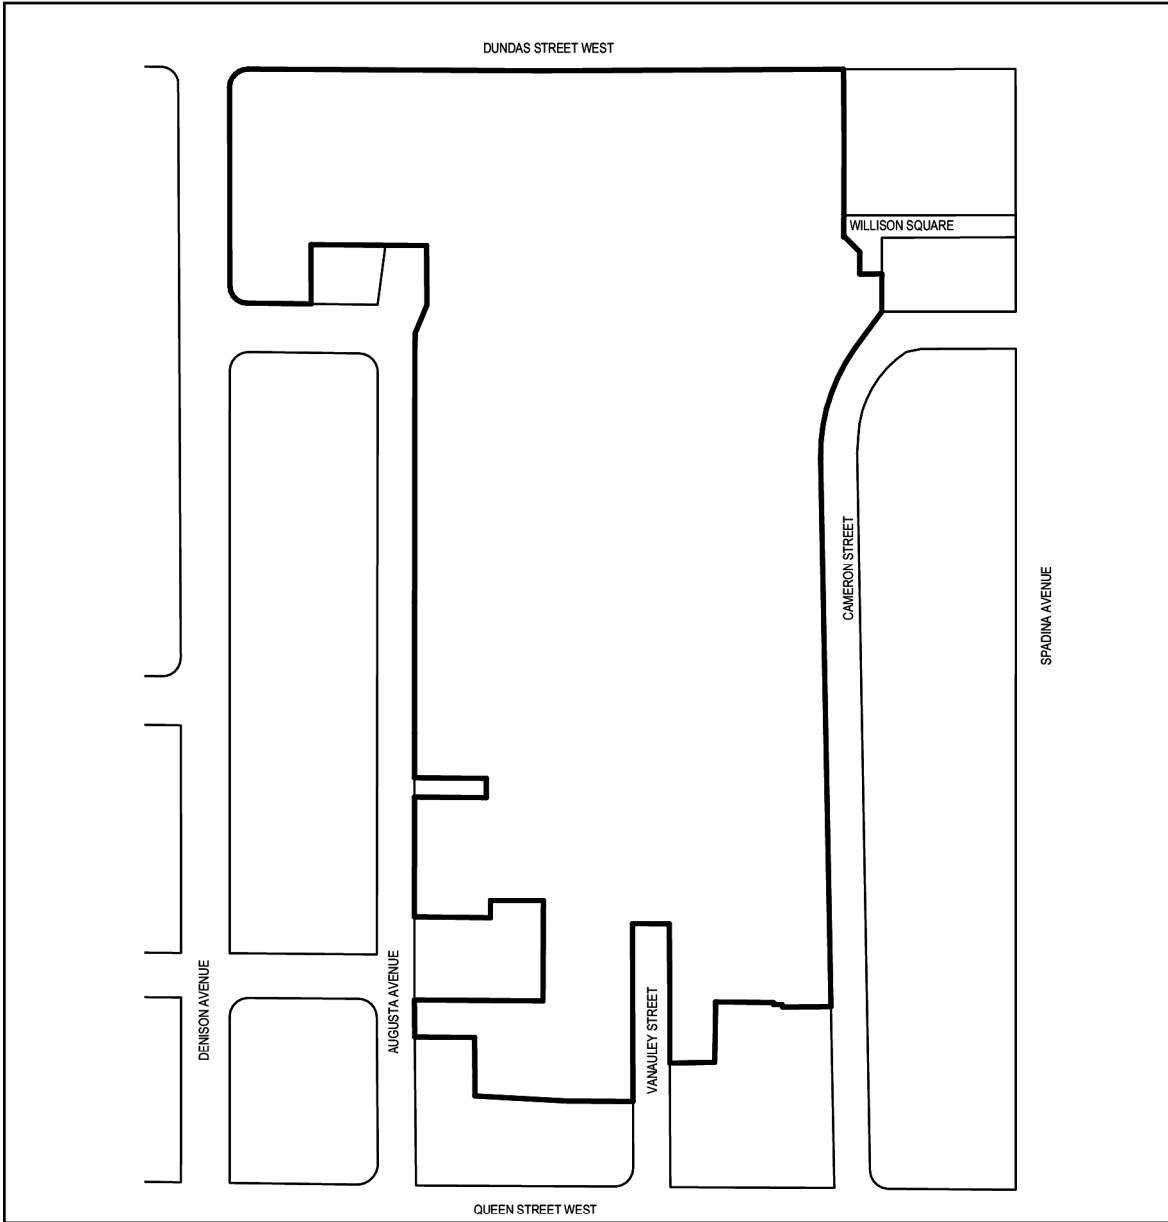 DUNDAS STREET WEST
WILLISON SQUARE
CAMERON STREET
SPADINA AVENUE
DENISON AVENUE
AUGUSTA AVENUE
VANAULEY STREET
QUEEN STREET WEST